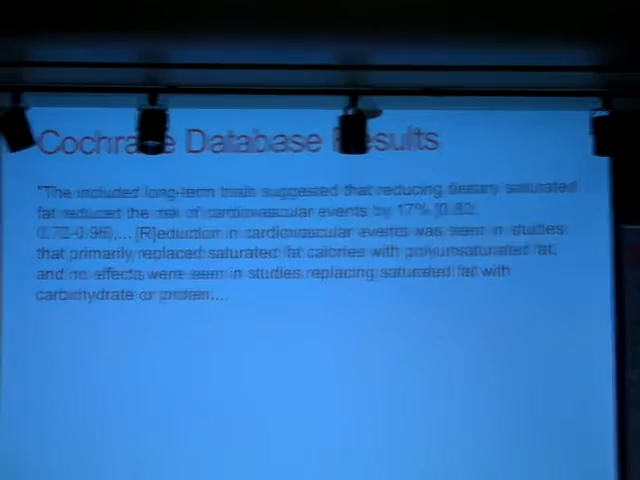 Cochrane Database Results
"The included long-term trials suggested that reducing dietary saturated
fat reduced the risk of cardiovascular events by 17% [0.83;
0.72-0.96),... [R]eduction in cardiovascular events was seen in studies
that primarily replaced saturated fat calories with polyunsaturated fat,
and no effects were seen in studies replacing saturated fat with
carbohydrate or protein...